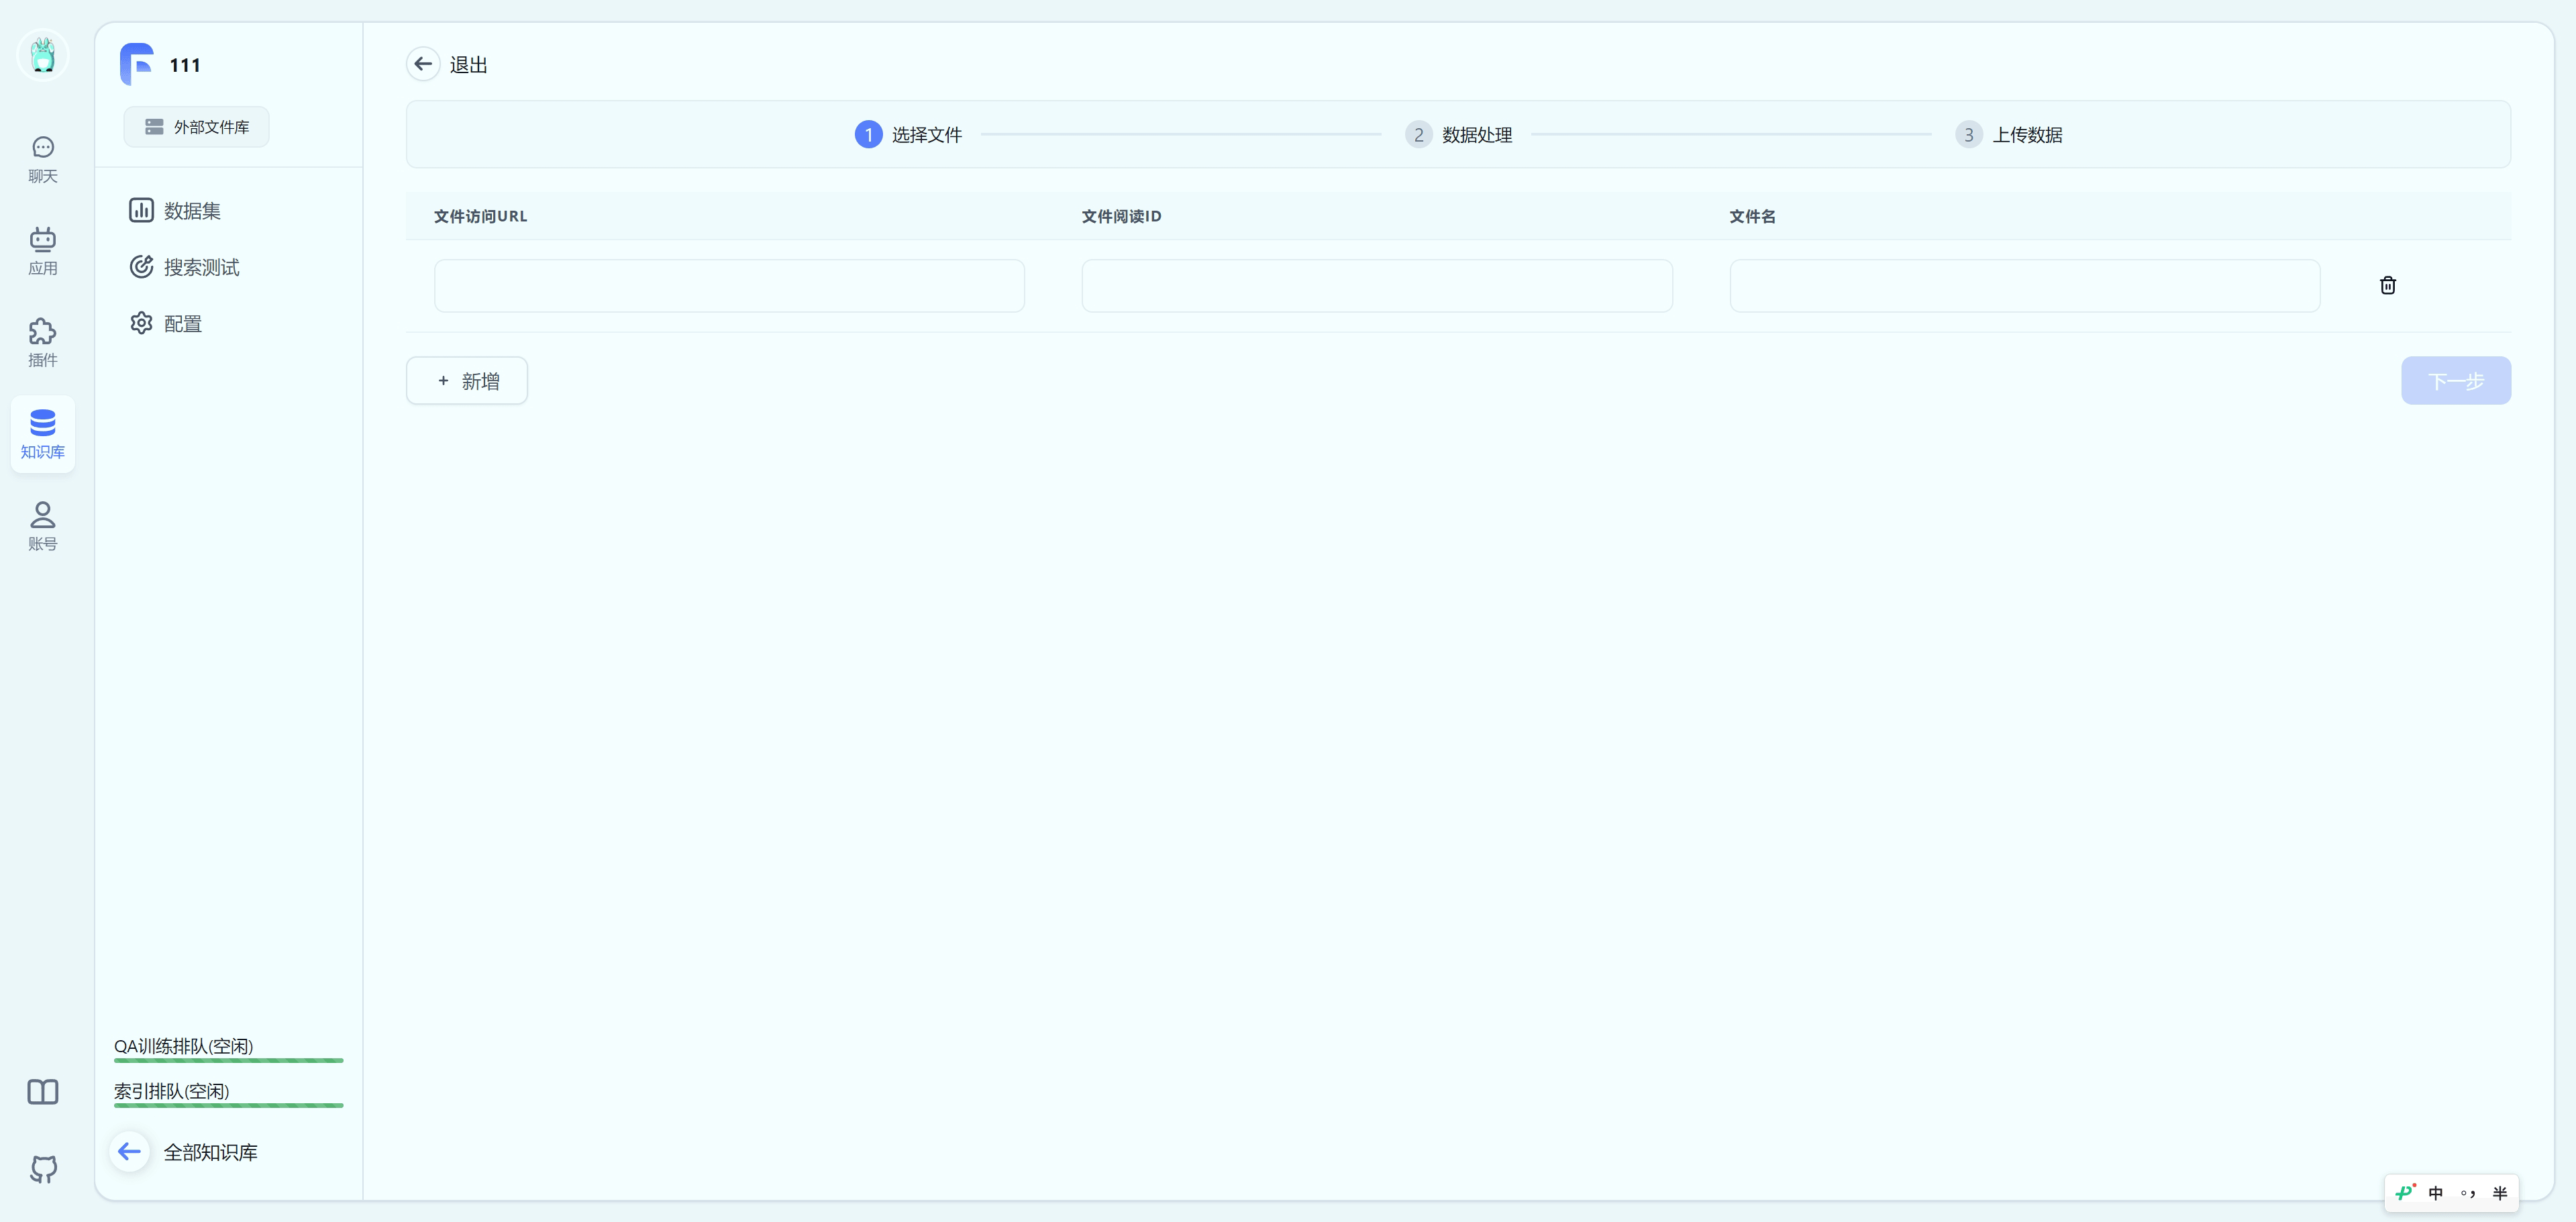 111
外部文件库
聊天
应用
插件
知识库
账号
数据集
搜索测试
配置
QA训练排队(空闲)
索引排队(空闲)
全部知识库
退出
1 选择文件
2 数据处理
3 上传数据
文件访问URL 文件阅读ID 文件名
+ 新增
下一步
中 °， 半